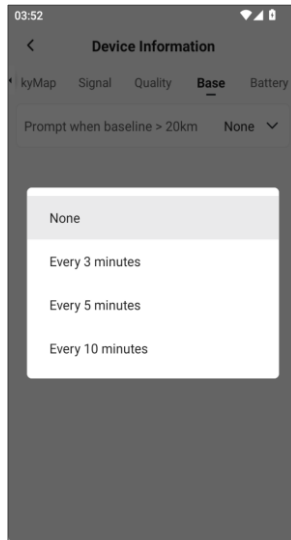 03:52
Device Information
kyMap Signal Quality Base Battery
Prompt when baseline > 20km None
None
Every 3 minutes
Every 5 minutes
Every 10 minutes